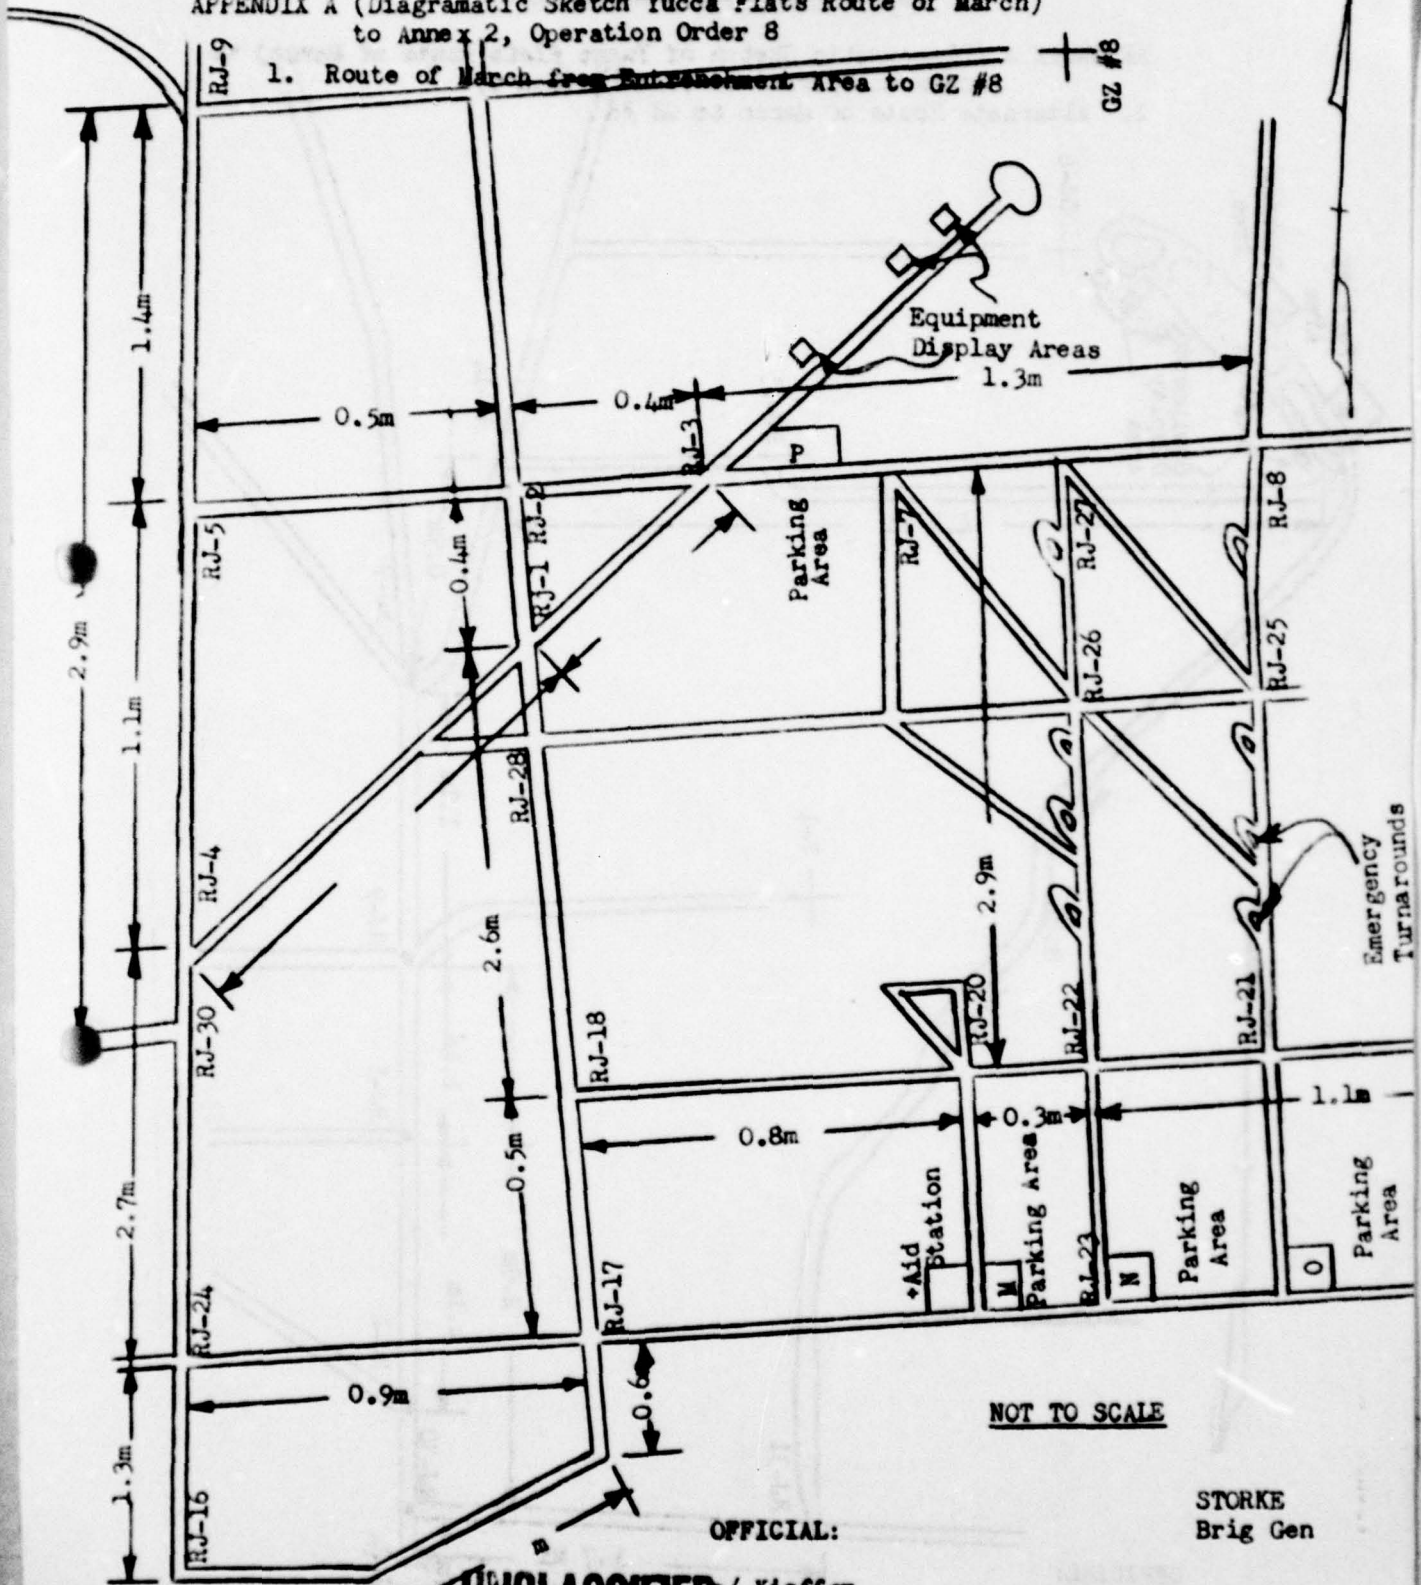 APPENDIX A (Diagramatic Sketch Yucca Flats Route of March)
to Annex 2, Operation Order 8
1. Route of March from Entrenchment Area to GZ #8
RJ-9
GZ #8
1.4m
Equipment
Display Areas
1.3m
0.4m
0.5m
RJ-3
P
RJ-5
RJ-2
RJ-1
0.4m
Parking
Area
RJ-7
RJ-27
RJ-8
2.9m
1.1m
RJ-26
RJ-25
RJ-28
RJ-4
2.6m
2.9m
Emergency
Turnarounds
RJ-30
RJ-18
RJ-20
RJ-22
RJ-21
0.8m
0.3m
1.1m
0.5m
2.7m
+Aid
Station
Parking Area
RJ-23
Parking
Area
Parking
Area
M
N
O
RJ-24
RJ-17
0.9m
0.6m
1.3m
RJ-16
NOT TO SCALE
m
OFFICIAL:
STORKE
Brig Gen
UNCLASSIFIED